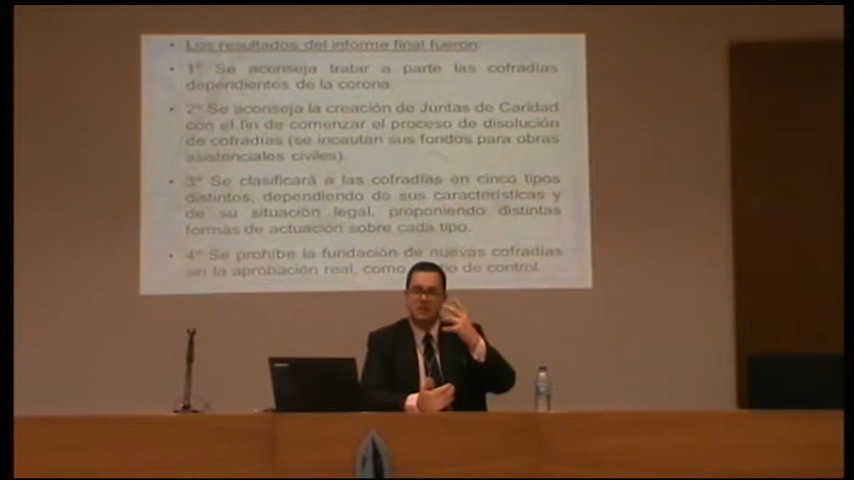 • Los resultados del informe final fueron:
• 1º Se aconseja tratar a parte las cofradías
dependientes de la corona.
• 2º Se aconseja la creación de Juntas de Caridad
con el fin de comenzar el proceso de disolución
de cofradías (se incautan sus fondos para obras
asistenciales civiles).
• 3º Se clasificará a las cofradías en cinco tipos
distintos, dependiendo de sus características y
de su situación legal, proponiendo distintas
formas de actuación sobre cada tipo.
• 4º Se prohíbe la fundación de nuevas cofradías
sin la aprobación real, como de control.